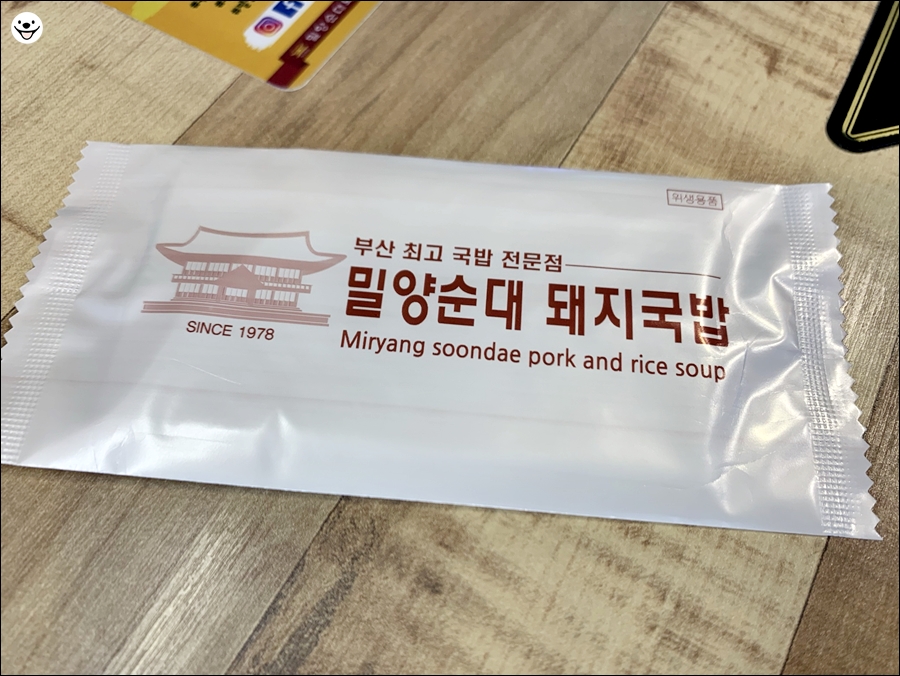 위생용품
부산 최고 국밥 전문점
밀양순대 돼지국밥
Miryang soondae pork and rice soup
SINCE 1978